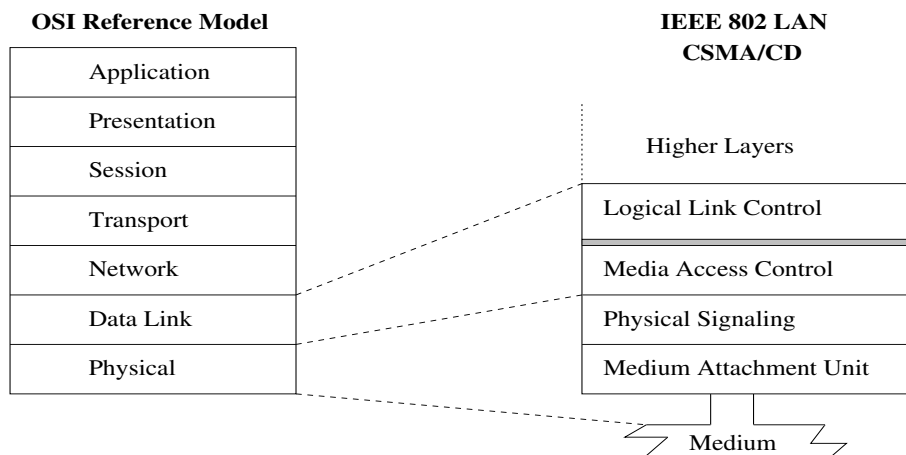 OSI Reference Model
Application
Presentation
Session
Transport
Network
Data Link
Physical
IEEE 802 LAN
CSMA/CD
Higher Layers
Logical Link Control
Media Access Control
Physical Signaling
Medium Attachment Unit
Medium